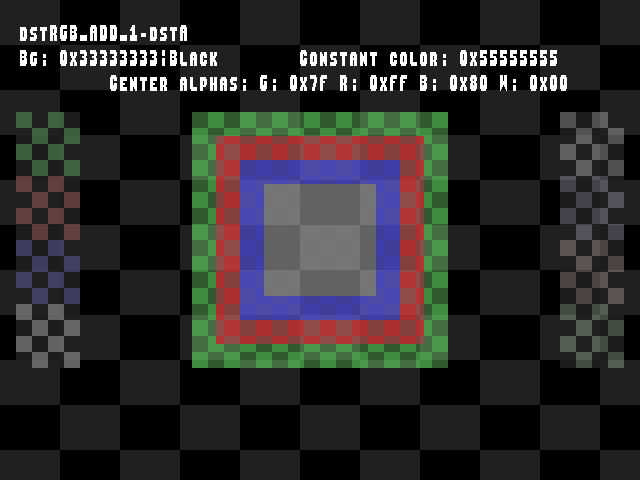 dstRGB_ADD_1-dstA
Bg: 0x33333333;Black Constant color: 0x55555555
Center alphas: G: 0x7F R: 0xFF B: 0x80 W: 0x00